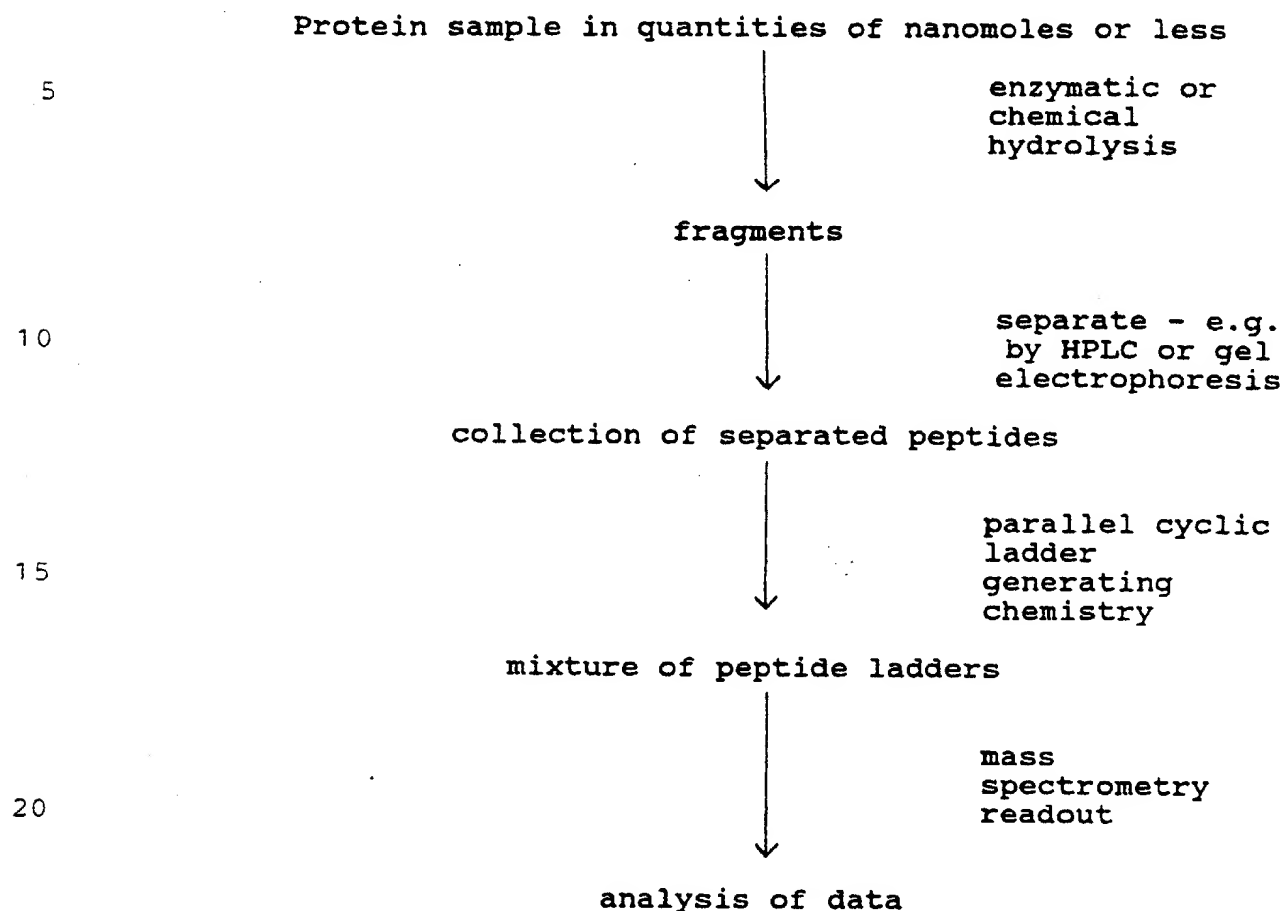 Protein sample in quantities of nanomoles or less
5
enzymatic or
chemical
hydrolysis
fragments
10
separate - e.g.
by HPLC or gel
electrophoresis
collection of separated peptides
parallel cyclic
ladder
15
generating
chemistry
mixture of peptide ladders
mass
spectrometry
20
readout
analysis of data